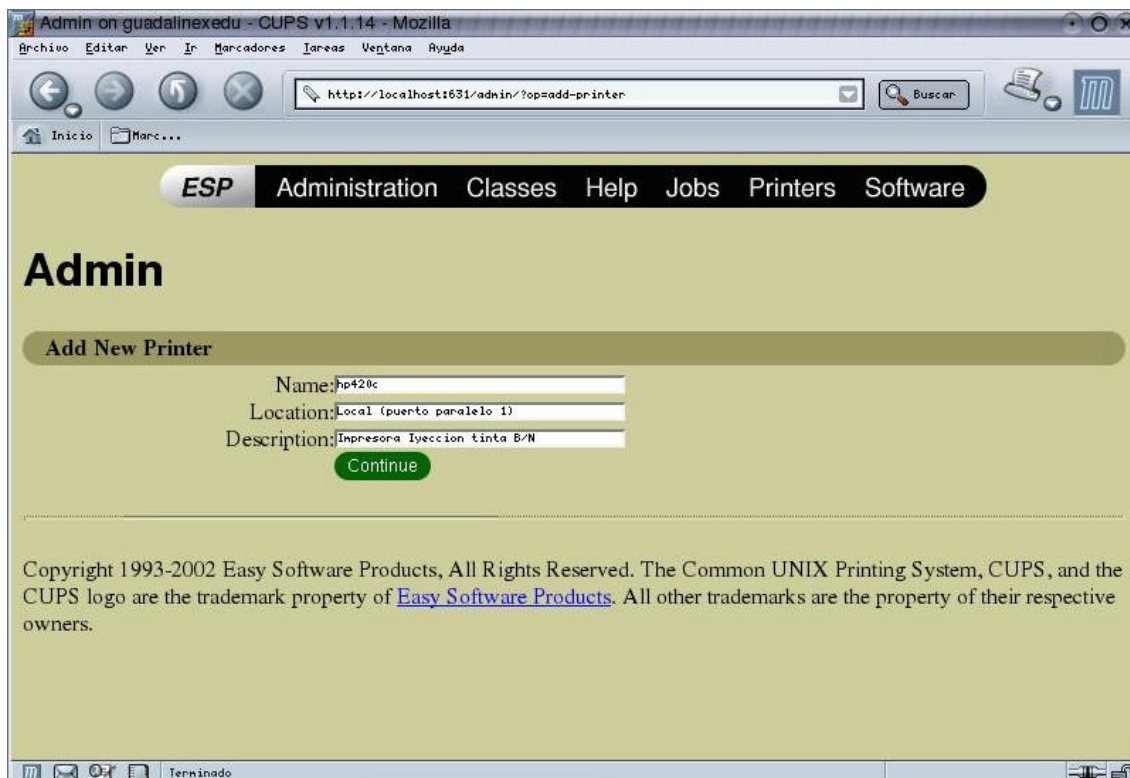 Admin on guadalinexedu - CUPS v1.1.14 - Mozilla
Archivo Editar Ver Ir Marcadores Tareas Ventana Ayuda
http://localhost:631/admin/?op=add-printer Buscar
Inicio Marc...
ESP Administration Classes Help Jobs Printers Software
Admin
Add New Printer
Name: hp420c
Location: Local (puerto paralelo 1)
Description: Impresora Iyeccion tinta B/N
Continue
Copyright 1993-2002 Easy Software Products, All Rights Reserved. The Common UNIX Printing System, CUPS, and the
CUPS logo are the trademark property of Easy Software Products. All other trademarks are the property of their respective
owners.
Terminado